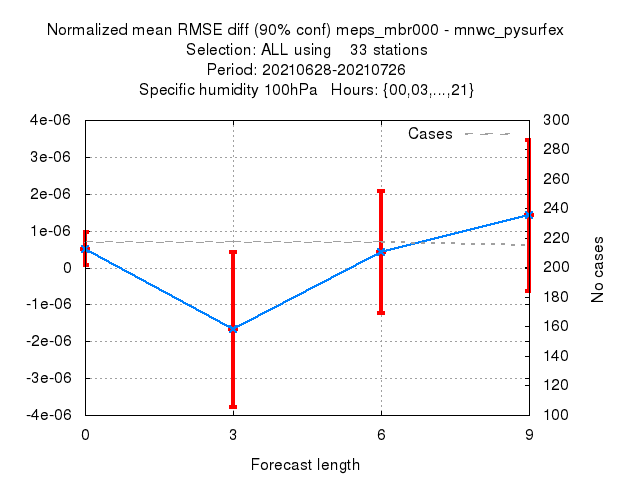 Normalized mean RMSE diff (90% conf) meps_mbr000 - mnwc_pysurfex
Selection: ALL using    33 stations
Period: 20210628-20210726
Specific humidity 100hPa   Hours: {00,03,...,21}
4e-06
3e-06
2e-06
1e-06
0
-1e-06
-2e-06
-3e-06
-4e-06
Cases
300
280
260
240
220
200
180
160
140
120
100
No cases
0 3 6 9
Forecast length